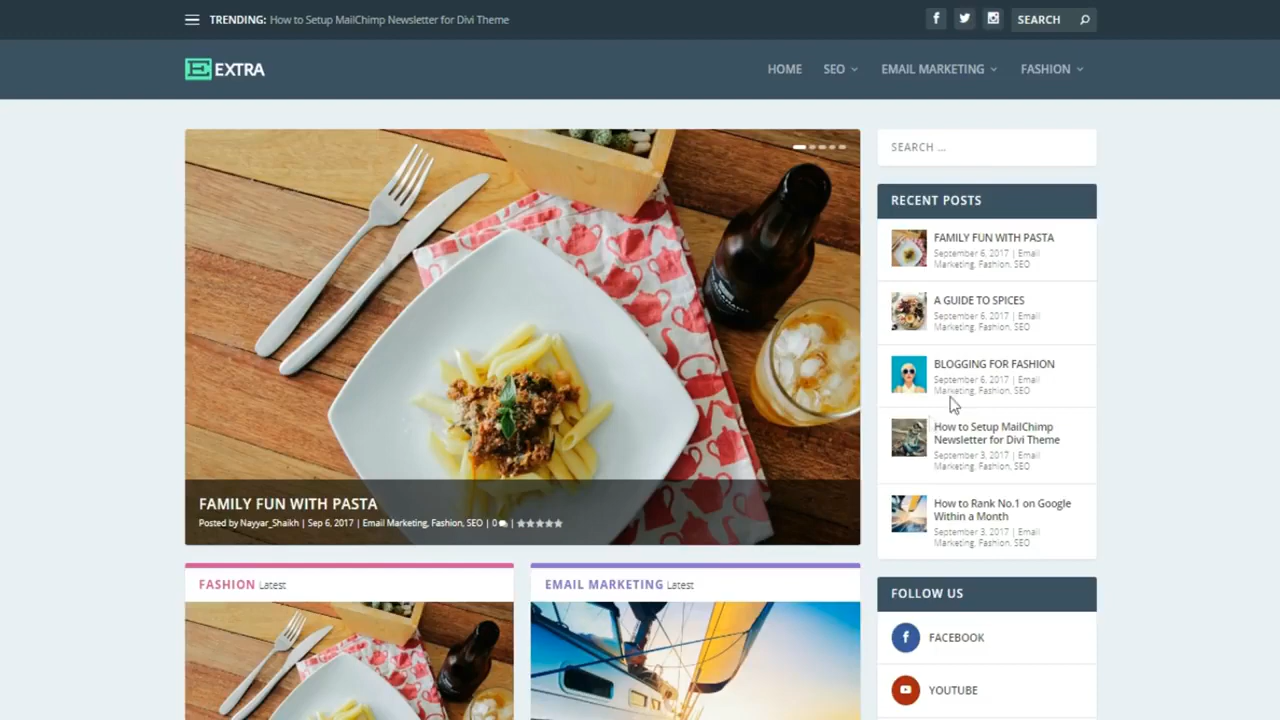 TRENDING: How to Setup MailChimp Newsletter for Divi Theme
SEARCH
EXTRA
HOME
SEO
EMAIL MARKETING
FASHION
SEARCH ...
RECENT POSTS
FAMILY FUN WITH PASTA
September 6, 2017 | Email
Marketing, Fashion, SEO
A GUIDE TO SPICES
September 6, 2017 | Email
Marketing, Fashion, SEO
BLOGGING FOR FASHION
September 6, 2017 | Email
Marketing, Fashion, SEO
How to Setup MailChimp
Newsletter for Divi Theme
September 3, 2017 | Email
Marketing, Fashion, SEO
How to Rank No.1 on Google
Within a Month
September 3, 2017 | Email
Marketing, Fashion, SEO
FAMILY FUN WITH PASTA
Posted by Nayyar_Shaikh | Sep 6, 2017 | Email Marketing, Fashion, SEO | 0 |
FASHION Latest
EMAIL MARKETING Latest
FOLLOW US
FACEBOOK
YOUTUBE